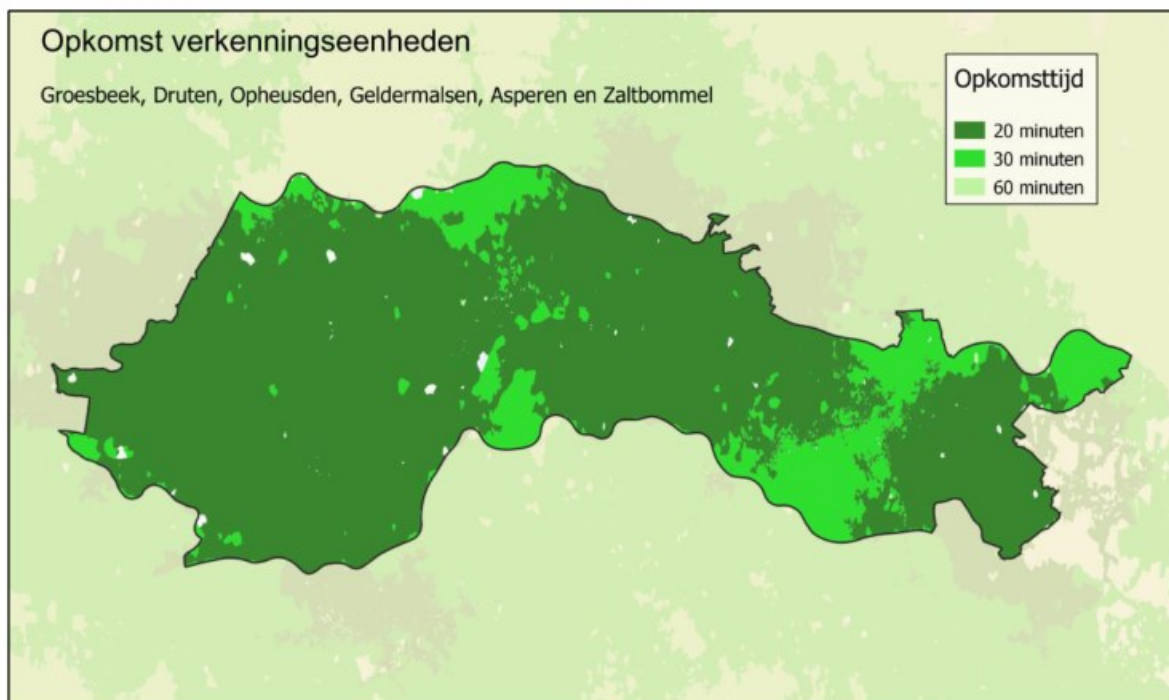 Opkomst verkenningseenheden
Groesbeek, Druten, Opheusden, Geldermalsen, Asperen en Zaltbommel
Opkomsttijd
20 minuten
30 minuten
60 minuten